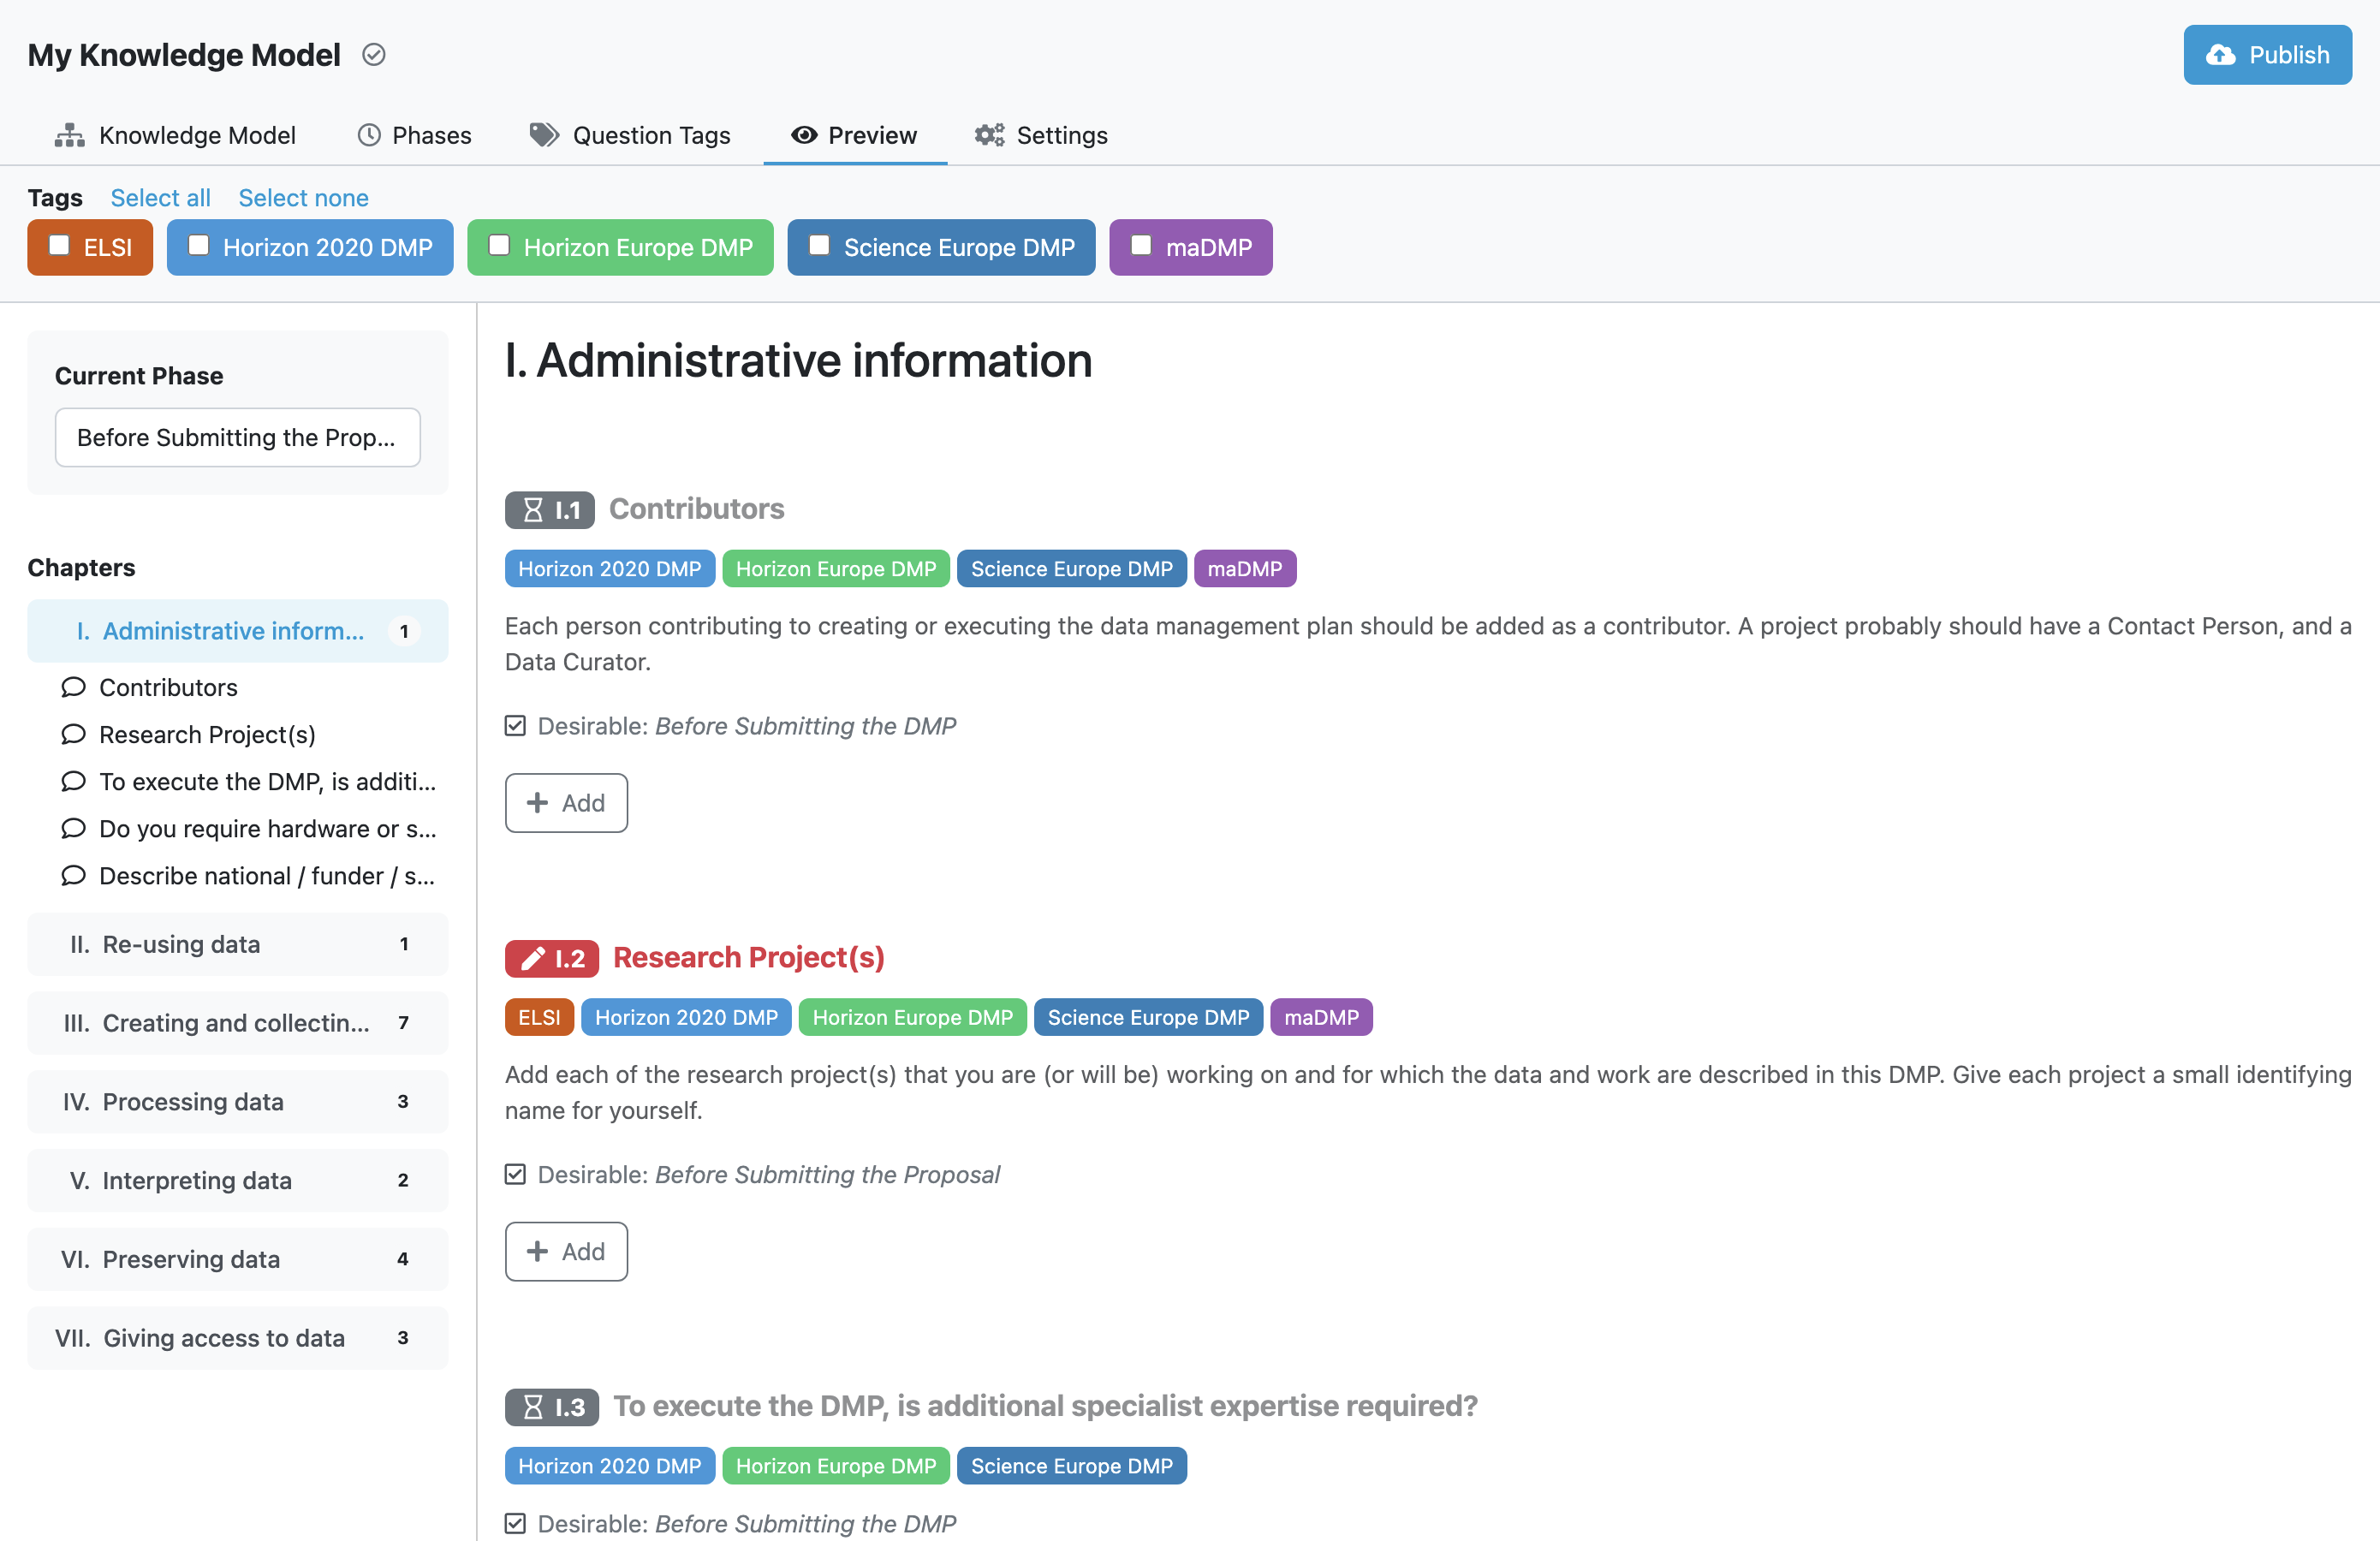 My Knowledge Model
Publish
Knowledge Model Phases Question Tags Preview Settings
Tags Select all Select none
ELSI Horizon 2020 DMP Horizon Europe DMP Science Europe DMP maDMP
Current Phase
Before Submitting the Prop...
Chapters
I. Administrative inform... 1
Contributors
Research Project(s)
To execute the DMP, is additi...
Do you require hardware or s...
Describe national / funder / s...
II. Re-using data 1
III. Creating and collectin... 7
IV. Processing data 3
V. Interpreting data 2
VI. Preserving data 4
VII. Giving access to data 3
I. Administrative information
I.1 Contributors
Horizon 2020 DMP Horizon Europe DMP Science Europe DMP maDMP
Each person contributing to creating or executing the data management plan should be added as a contributor. A project probably should have a Contact Person, and a
Data Curator.
Desirable: Before Submitting the DMP
Add
I.2 Research Project(s)
ELSI Horizon 2020 DMP Horizon Europe DMP Science Europe DMP maDMP
Add each of the research project(s) that you are (or will be) working on and for which the data and work are described in this DMP. Give each project a small identifying
name for yourself.
Desirable: Before Submitting the Proposal
Add
I.3 To execute the DMP, is additional specialist expertise required?
Horizon 2020 DMP Horizon Europe DMP Science Europe DMP
Desirable: Before Submitting the DMP